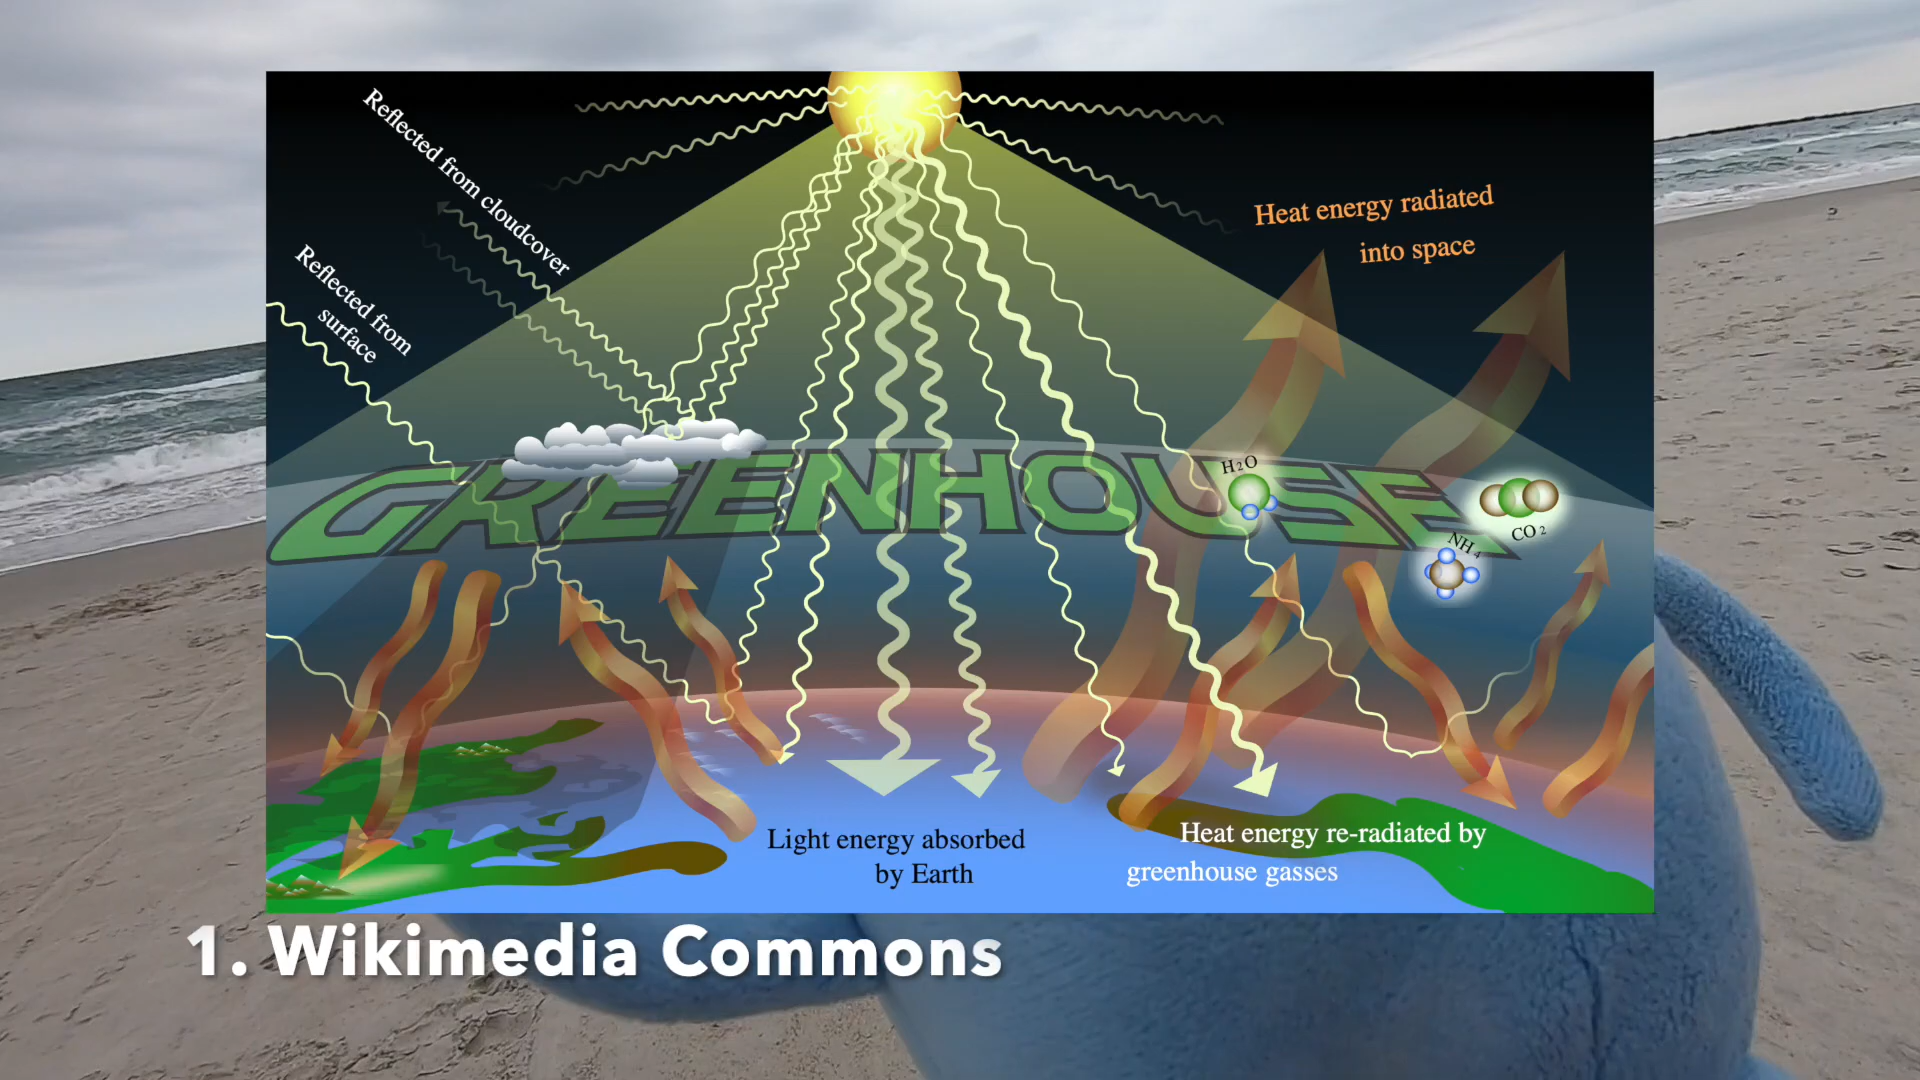 Reflected from cloudcover
Reflected from
surface
Heat energy radiated
into space
GREENHOUSE
H₂O
CO₂
NH₄
Light energy absorbed
by Earth
Heat energy re-radiated by
greenhouse gasses
1. Wikimedia Commons